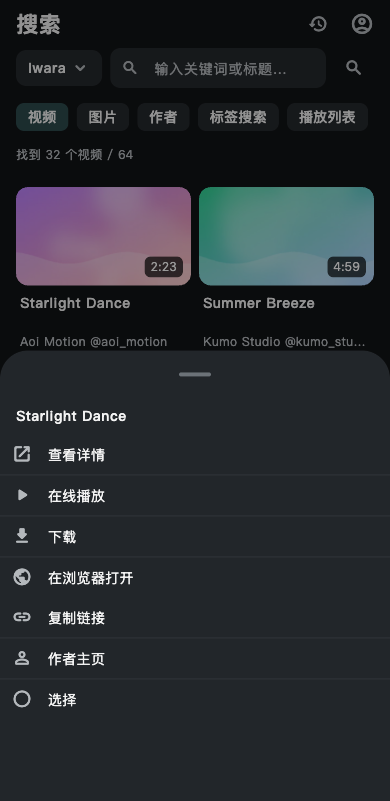 搜索
Iwara
输入关键词或标题...
视频
图片
作者
标签搜索
播放列表
找到 32 个视频 / 64
2:23
4:59
Starlight Dance
Summer Breeze
Aoi Motion @aoi_motion
Kumo Studio @kumo_stu...
Starlight Dance
查看详情
在线播放
下载
在浏览器打开
复制链接
作者主页
选择